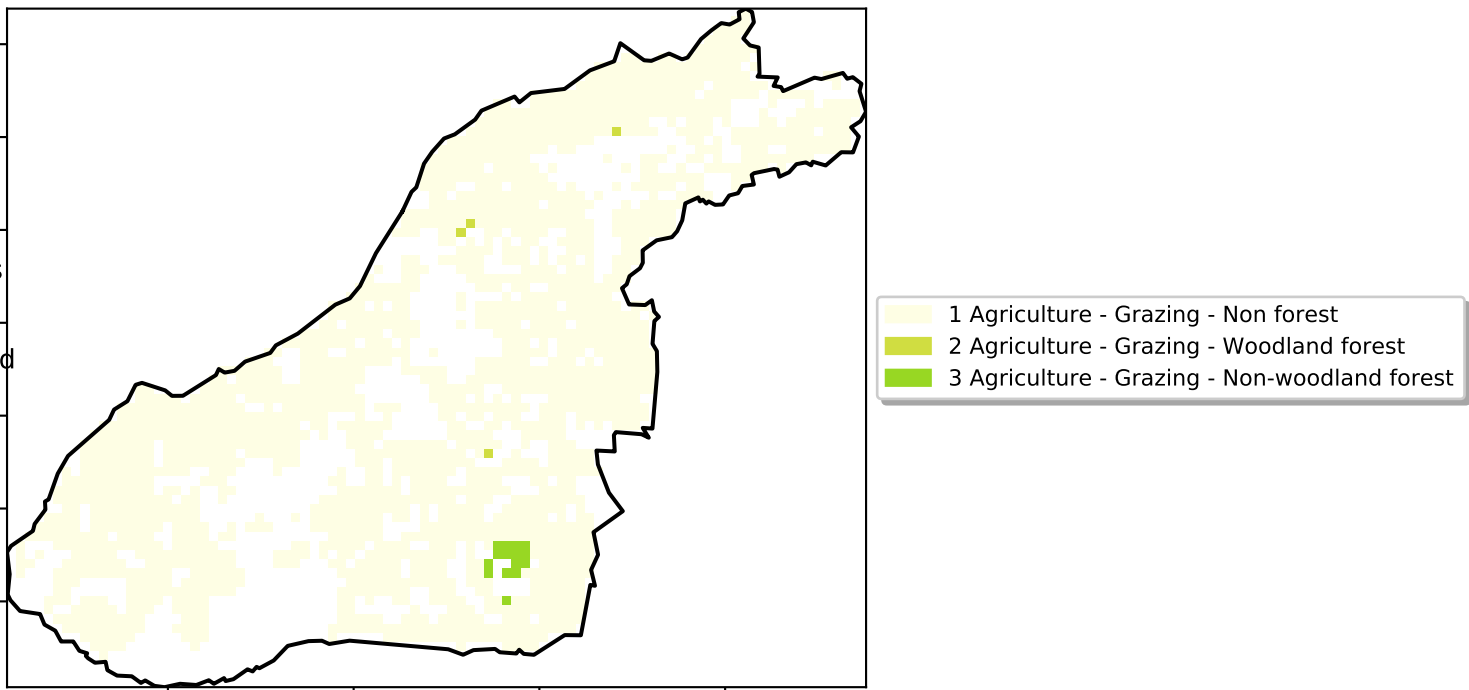 1 Agriculture - Grazing - Non forest
2 Agriculture - Grazing - Woodland forest
3 Agriculture - Grazing - Non-woodland forest
d